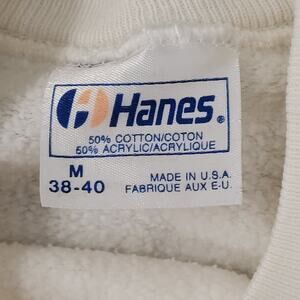 Hanes®
50% COTTON/COTON
50% ACRYLIC/ACRYLIQUE
M
38-40
MADE IN U.S.A.
FABRIQUE AUX E-U.